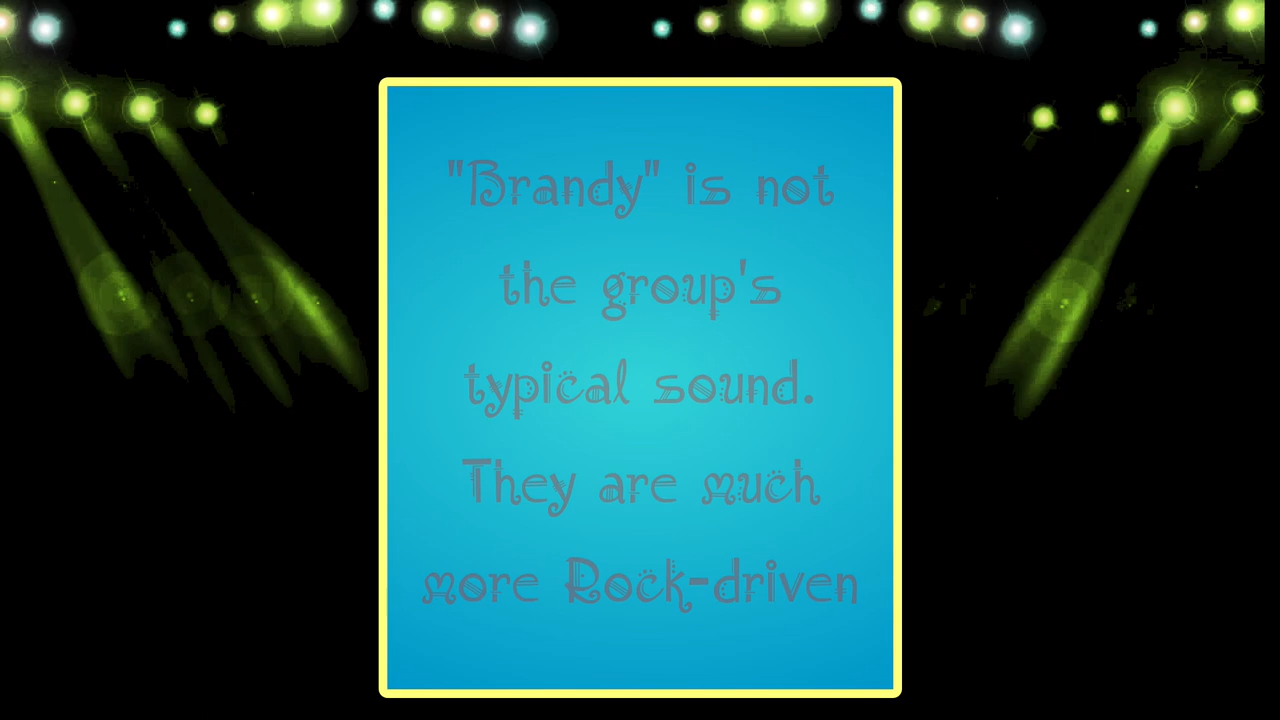 "Brandy" is not
the group's
typical sound.
They are much
more Rock-driven